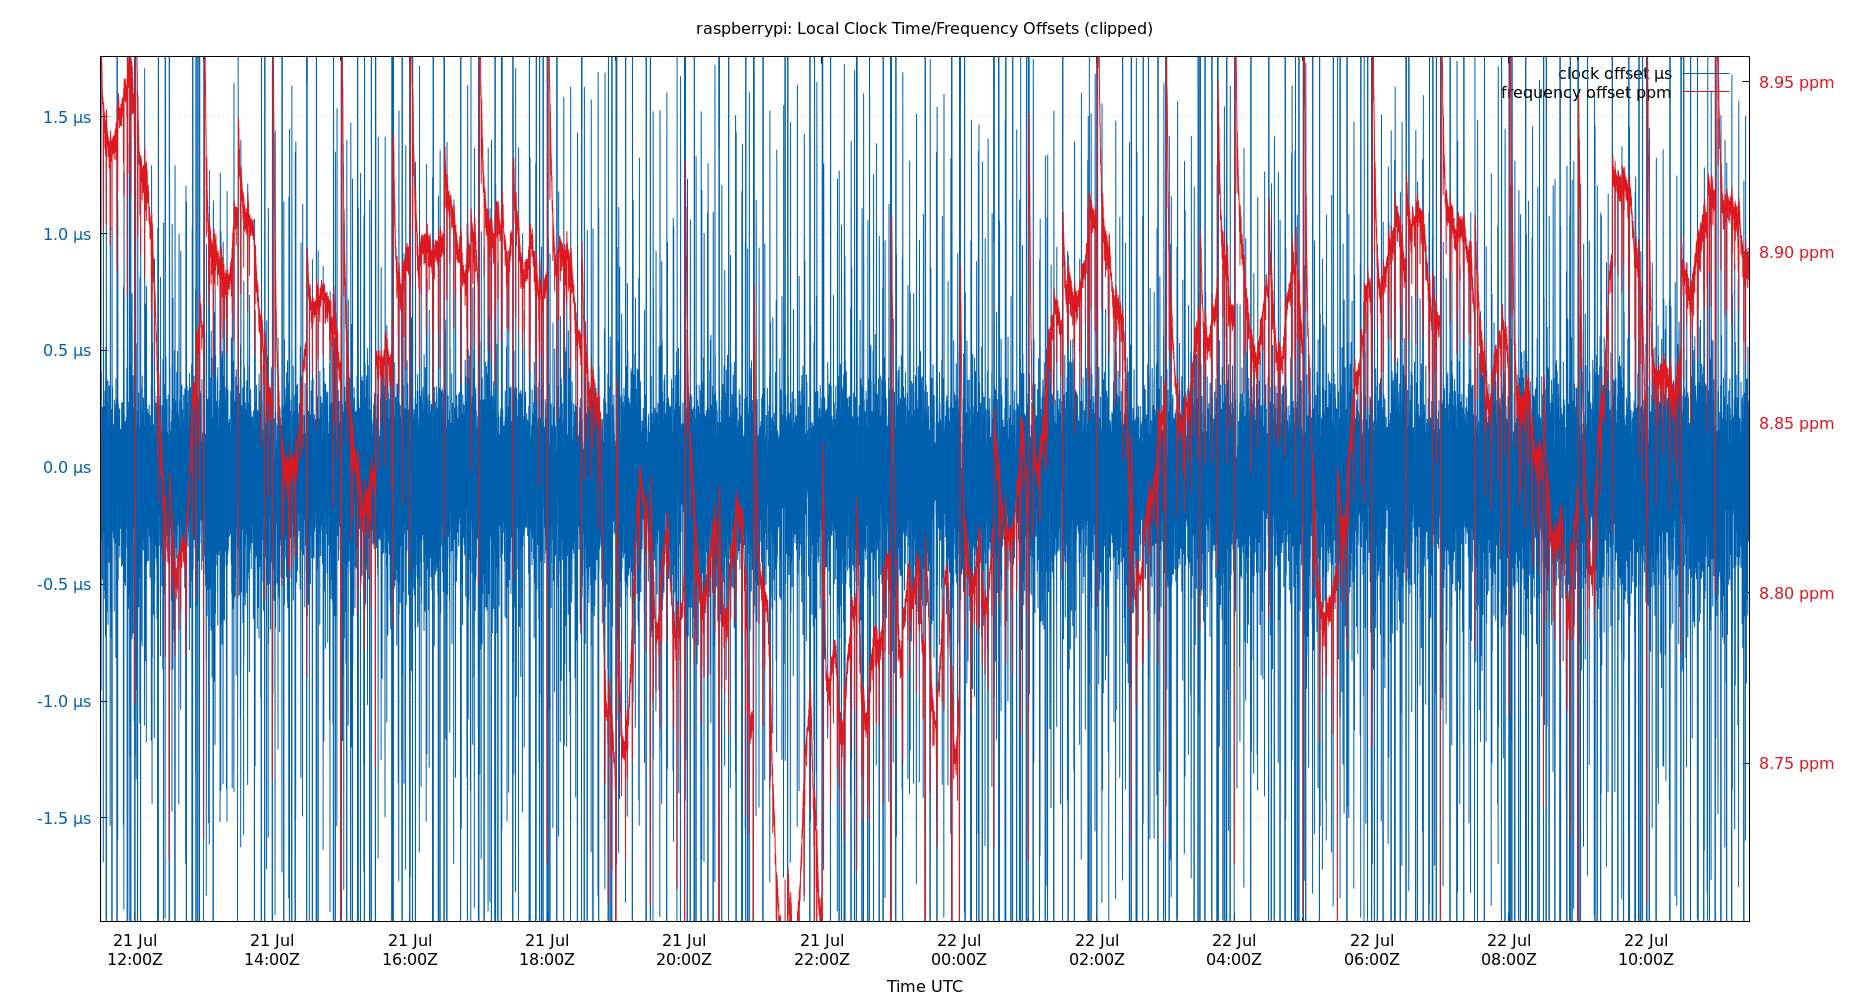 raspberrypi: Local Clock Time/Frequency Offsets (clipped)
clock offset µs
frequency offset ppm
1.5 µs
1.0 µs
0.5 µs
0.0 µs
-0.5 µs
-1.0 µs
-1.5 µs
8.95 ppm
8.90 ppm
8.85 ppm
8.80 ppm
8.75 ppm
21 Jul 21 Jul 21 Jul 21 Jul 21 Jul 21 Jul 22 Jul 22 Jul 22 Jul 22 Jul 22 Jul 22 Jul
12:00Z 14:00Z 16:00Z 18:00Z 20:00Z 22:00Z 00:00Z 02:00Z 04:00Z 06:00Z 08:00Z 10:00Z
Time UTC